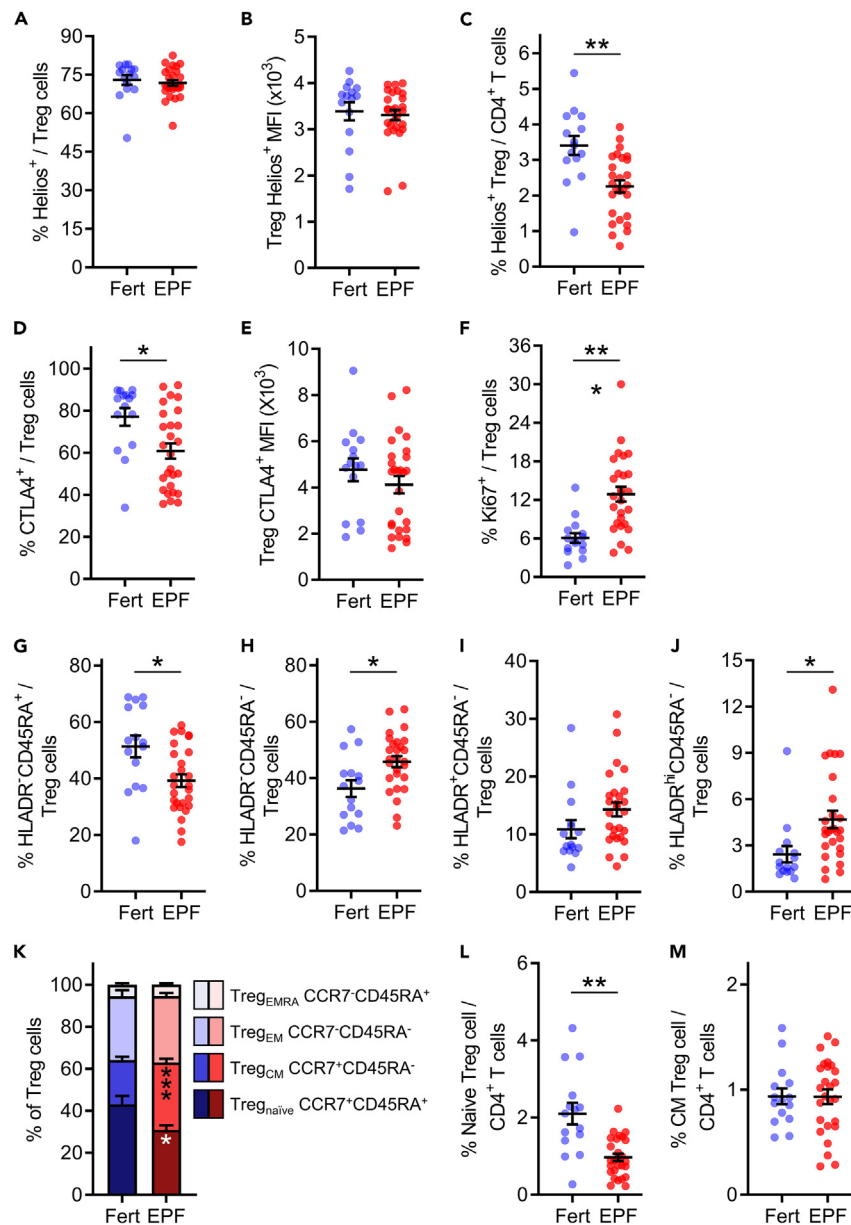 A
% Helios⁺ / Treg cells
90
75
60
45
30
15
0
Fert EPF
B
Treg Helios⁺ MFI (x10³)
5
4
3
2
1
0
Fert EPF
C
% Helios⁺ Treg / CD4⁺ T cells
**
6
5
4
3
2
1
0
Fert EPF
D
% CTLA4⁺ / Treg cells
*
100
80
60
40
20
0
Fert EPF
E
Treg CTLA4⁺ MFI (X10³)
10
8
6
4
2
0
Fert EPF
F
% Ki67⁺ / Treg cells
**
*
36
30
24
18
12
6
0
Fert EPF
G
% HLADR⁻CD45RA⁺ /
Treg cells
*
80
60
40
20
0
Fert EPF
H
% HLADR⁻CD45RA⁻ /
Treg cells
*
80
60
40
20
0
Fert EPF
I
% HLADR⁺CD45RA⁻ /
Treg cells
40
30
20
10
0
Fert EPF
J
% HLADRʰⁱCD45RA⁻ /
Treg cells
*
15
12
9
6
3
0
Fert EPF
K
% of Treg cells
100
80
60
40
20
0
***
*
Fert EPF
Treg_EMRA CCR7⁻CD45RA⁺
Treg_EM CCR7⁻CD45RA⁻
Treg_CM CCR7⁺CD45RA⁻
Treg_naïve CCR7⁺CD45RA⁺
L
% Naive Treg cell /
CD4⁺ T cells
**
6
4
2
0
Fert EPF
M
% CM Treg cell /
CD4⁺ T cells
2
1
0
Fert EPF